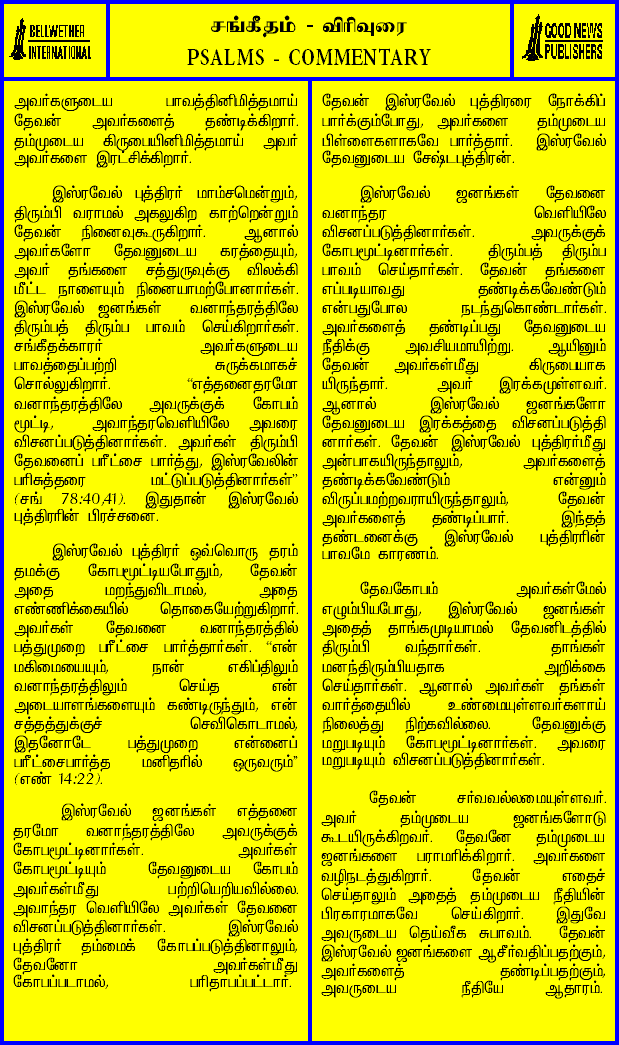 BELLWETHER
INTERNATIONAL
சங்கீதம் - விரிவுரை
PSALMS - COMMENTARY
GOOD NEWS
PUBLISHERS
அவர்களுடைய பாவத்தினிமித்தமாய்
தேவன் அவர்களைத் தண்டிக்கிறார்.
தம்முடைய கிருபையினிமித்தமாய் அவர்
அவர்களை இரட்சிக்கிறார்.
இஸ்ரவேல் புத்திரர் மாம்சமென்றும்,
திரும்பி வராமல் அகலுகிற காற்றென்றும்
தேவன் நினைவுகூருகிறார். ஆனால்
அவர்களோ தேவனுடைய கரத்தையும்,
அவர் தங்களை சத்துருவுக்கு விலக்கி
மீட்ட நாளையும் நினையாமற்போனார்கள்.
இஸ்ரவேல் ஜனங்கள் வனாந்தரத்திலே
திரும்பத் திரும்ப பாவம் செய்கிறார்கள்.
சங்கீதக்காரர் அவர்களுடைய
பாவத்தைப்பற்றி சுருக்கமாகச்
சொல்லுகிறார். “எத்தனைதரமோ
வனாந்தரத்திலே அவருக்குக் கோபம்
மூட்டி, அவாந்தரவெளியிலே அவரை
விசனப்படுத்தினார்கள். அவர்கள் திரும்பி
தேவனைப் பரீட்சை பார்த்து, இஸ்ரவேலின்
பரிசுத்தரை மட்டுப்படுத்தினார்கள்”
(சங் 78:40,41). இதுதான் இஸ்ரவேல்
புத்திரரின் பிரச்சனை.
இஸ்ரவேல் புத்திரர் ஒவ்வொரு தரம்
தமக்கு கோபமூட்டியபோதும், தேவன்
அதை மறந்துவிடாமல், அதை
எண்ணிக்கையில் தொகையேற்றுகிறார்.
அவர்கள் தேவனை வனாந்தரத்தில்
பத்துமுறை பரீட்சை பார்த்தார்கள். “என்
மகிமையையும், நான் எகிப்திலும்
வனாந்தரத்திலும் செய்த என்
அடையாளங்களையும் கண்டிருந்தும், என்
சத்தத்துக்குச் செவிகொடாமல்,
இதனோடே பத்துமுறை என்னைப்
பரீட்சைபார்த்த மனிதரில் ஒருவரும்”
(எண் 14:22).
இஸ்ரவேல் ஜனங்கள் எத்தனை
தரமோ வனாந்தரத்திலே அவருக்குக்
கோபமூட்டினார்கள். அவர்கள்
கோபமூட்டியும் தேவனுடைய கோபம்
அவர்கள்மீது பற்றியெறியவில்லை.
அவாந்தர வெளியிலே அவர்கள் தேவனை
விசனப்படுத்தினார்கள். இஸ்ரவேல்
புத்திரர் தம்மைக் கோபப்படுத்தினாலும்,
தேவனோ அவர்கள்மீது
கோபப்படாமல், பரிதாபப்பட்டார்.
தேவன் இஸ்ரவேல் புத்திரரை நோக்கிப்
பார்க்கும்போது, அவர்களை தம்முடைய
பிள்ளைகளாகவே பார்த்தார். இஸ்ரவேல்
தேவனுடைய சேஷ்டபுத்திரன்.
இஸ்ரவேல் ஜனங்கள் தேவனை
வனாந்தர வெளியிலே
விசனப்படுத்தினார்கள். அவருக்குக்
கோபமூட்டினார்கள். திரும்பத் திரும்ப
பாவம் செய்தார்கள். தேவன் தங்களை
எப்படியாவது தண்டிக்கவேண்டும்
என்பதுபோல நடந்துகொண்டார்கள்.
அவர்களைத் தண்டிப்பது தேவனுடைய
நீதிக்கு அவசியமாயிற்று. ஆயினும்
தேவன் அவர்கள்மீது கிருபையாக
யிருந்தார். அவர் இரக்கமுள்ளவர்.
ஆனால் இஸ்ரவேல் ஜனங்களோ
தேவனுடைய இரக்கத்தை விசனப்படுத்தி
னார்கள். தேவன் இஸ்ரவேல் புத்திரர்மீது
அன்பாகயிருந்தாலும், அவர்களைத்
தண்டிக்கவேண்டும் என்னும்
விருப்பமற்றவராயிருந்தாலும், தேவன்
அவர்களைத் தண்டிப்பார். இந்தத்
தண்டனைக்கு இஸ்ரவேல் புத்திரரின்
பாவமே காரணம்.
தேவகோபம் அவர்கள்மேல்
எழும்பியபோது, இஸ்ரவேல் ஜனங்கள்
அதைத் தாங்கமுடியாமல் தேவனிடத்தில்
திரும்பி வந்தார்கள். தாங்கள்
மனந்திரும்பியதாக அறிக்கை
செய்தார்கள். ஆனால் அவர்கள் தங்கள்
வார்த்தையில் உண்மையுள்ளவர்களாய்
நிலைத்து நிற்கவில்லை. தேவனுக்கு
மறுபடியும் கோபமூட்டினார்கள். அவரை
மறுபடியும் விசனப்படுத்தினார்கள்.
தேவன் சர்வவல்லமையுள்ளவர்.
அவர் தம்முடைய ஜனங்களோடு
கூடயிருக்கிறவர். தேவனே தம்முடைய
ஜனங்களை பராமரிக்கிறார். அவர்களை
வழிநடத்துகிறார். தேவன் எதைச்
செய்தாலும் அதைத் தம்முடைய நீதியின்
பிரகாரமாகவே செய்கிறார். இதுவே
அவருடைய தெய்வீக சுபாவம். தேவன்
இஸ்ரவேல் ஜனங்களை ஆசீர்வதிப்பதற்கும்,
அவர்களைத் தண்டிப்பதற்கும்,
அவருடைய நீதியே ஆதாரம்.